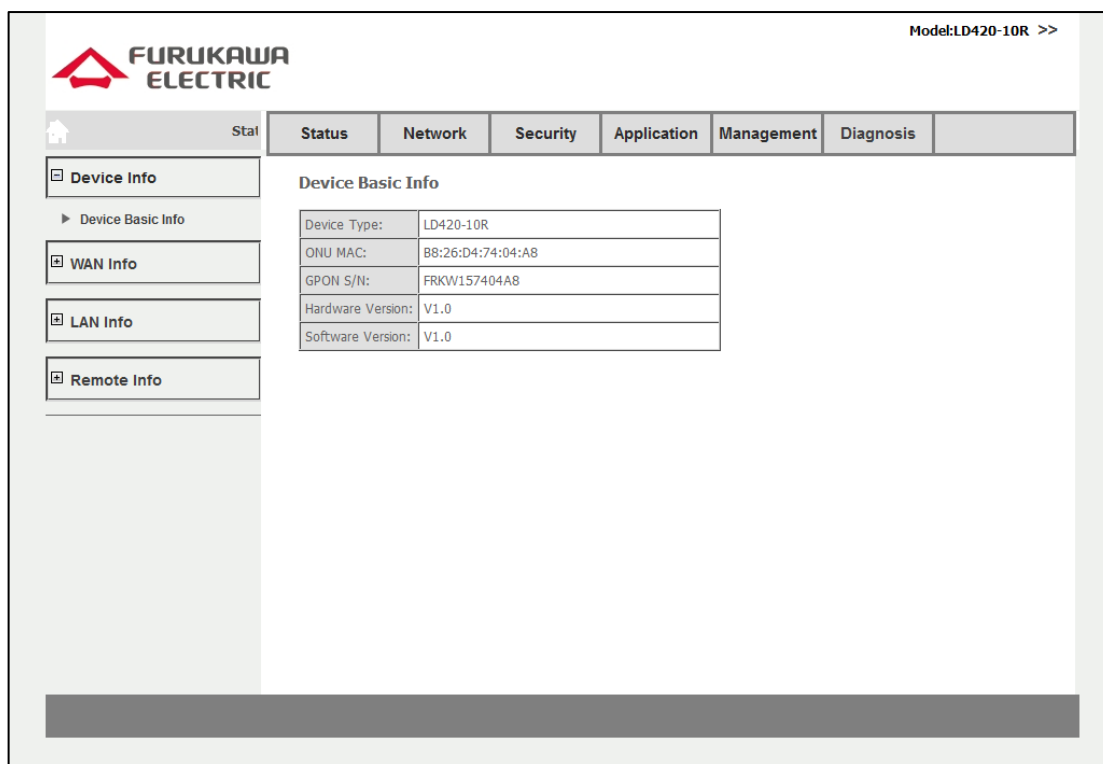 Model:LD420-10R >>
FURUKAWA
ELECTRIC
Stat
Status Network Security Application Management Diagnosis
Device Info
Device Basic Info
WAN Info
LAN Info
Remote Info
Device Basic Info
Device Type: LD420-10R
ONU MAC: B8:26:D4:74:04:A8
GPON S/N: FRKW157404A8
Hardware Version: V1.0
Software Version: V1.0